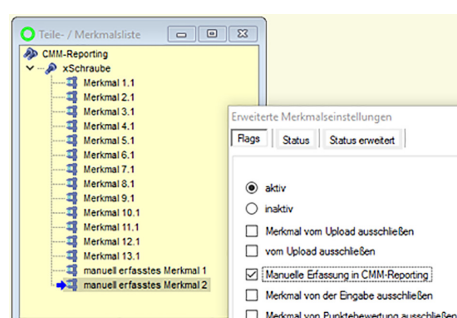 Teile- / Merkmalsliste
CMM-Reporting
xSchraube
Merkmal 1.1
Merkmal 2.1
Merkmal 3.1
Merkmal 4.1
Merkmal 5.1
Merkmal 6.1
Merkmal 7.1
Merkmal 8.1
Merkmal 9.1
Merkmal 10.1
Merkmal 11.1
Merkmal 12.1
Merkmal 13.1
manuell erfasstes Merkmal 1
manuell erfasstes Merkmal 2
Erweiterte Merkmalseinstellungen
Flags Status Status erweitert
aktiv
inaktiv
Merkmal vom Upload ausschließen
vom Upload ausschließen
Manuelle Erfassung in CMM-Reporting
Merkmal von der Eingabe ausschließen
Merkmal von Punktebewertung ausschließen